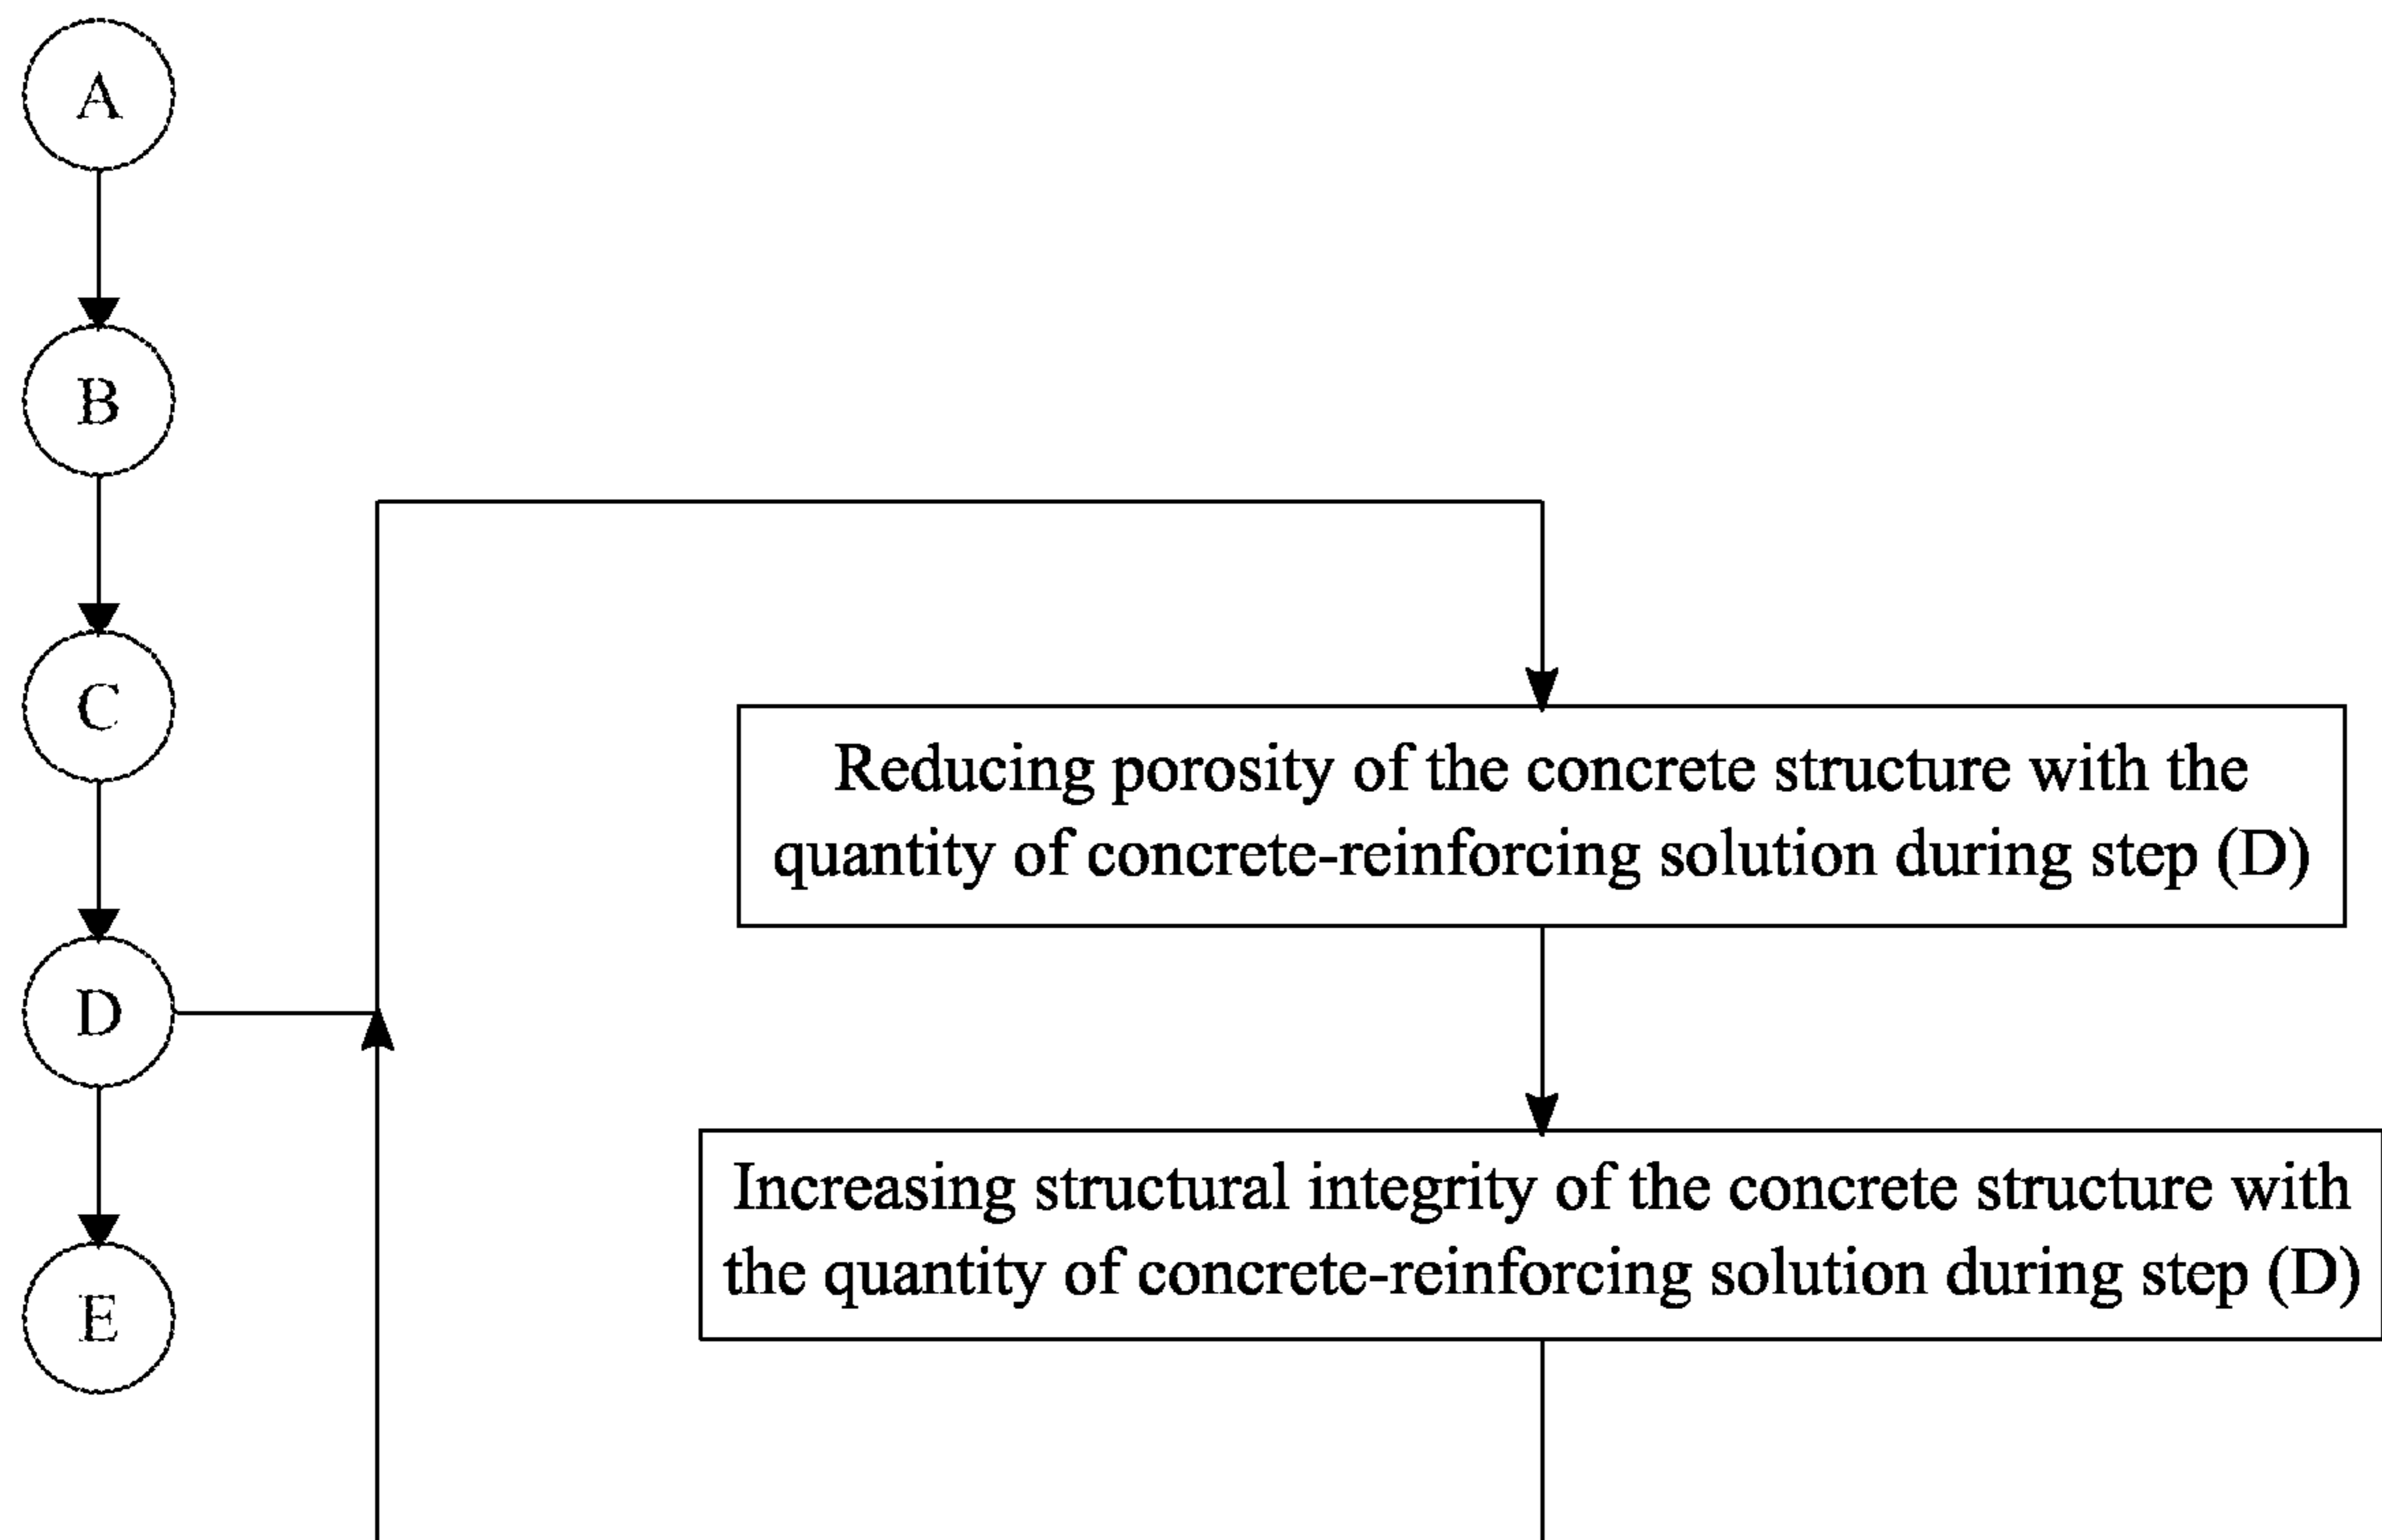 A
B
C
D
E
Reducing porosity of the concrete structure with the
quantity of concrete-reinforcing solution during step (D)
Increasing structural integrity of the concrete structure with
the quantity of concrete-reinforcing solution during step (D)